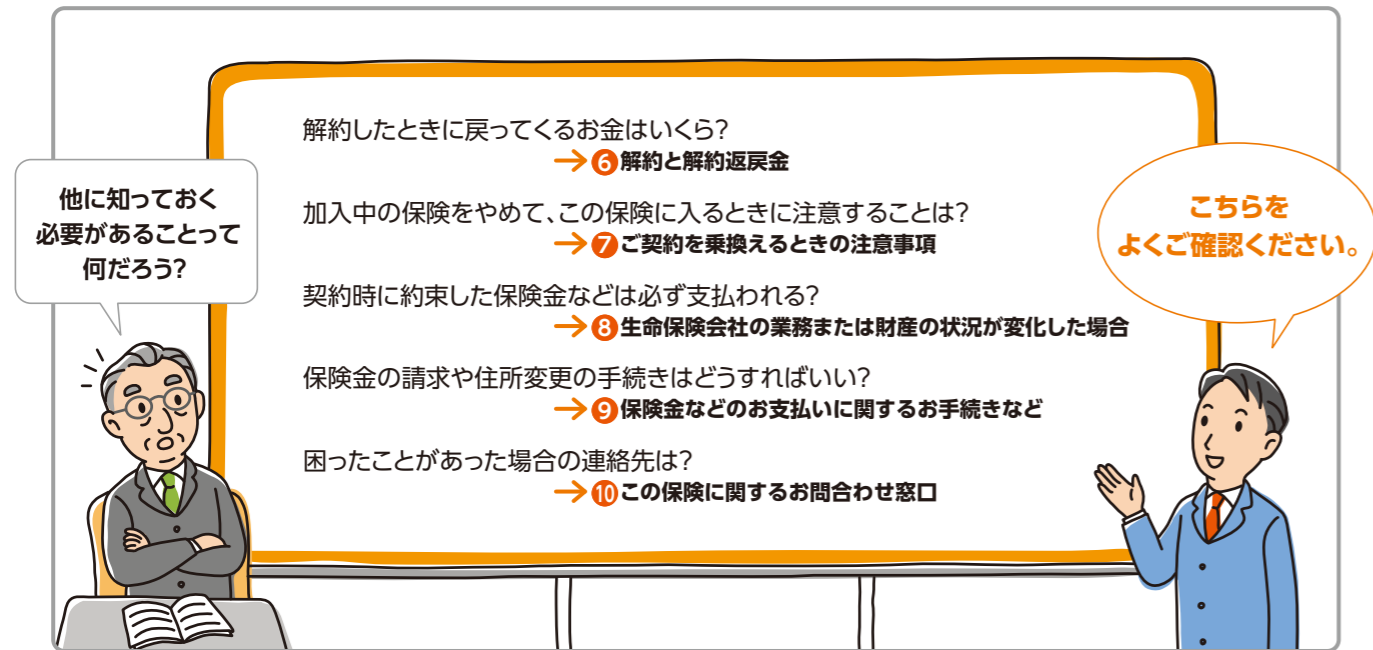 解約したときに戻ってくるお金はいくら?
→❻解約と解約返戻金
他に知っておく
必要があることって
何だろう?
加入中の保険をやめて、この保険に入るときに注意することは?
→❼ご契約を乗換えるときの注意事項
こちらを
よくご確認ください。
契約時に約束した保険金などは必ず支払われる?
→❽生命保険会社の業務または財産の状況が変化した場合
保険金の請求や住所変更の手続きはどうすればいい?
→❾保険金などのお支払いに関するお手続きなど
困ったことがあった場合の連絡先は?
→❿この保険に関するお問合わせ窓口